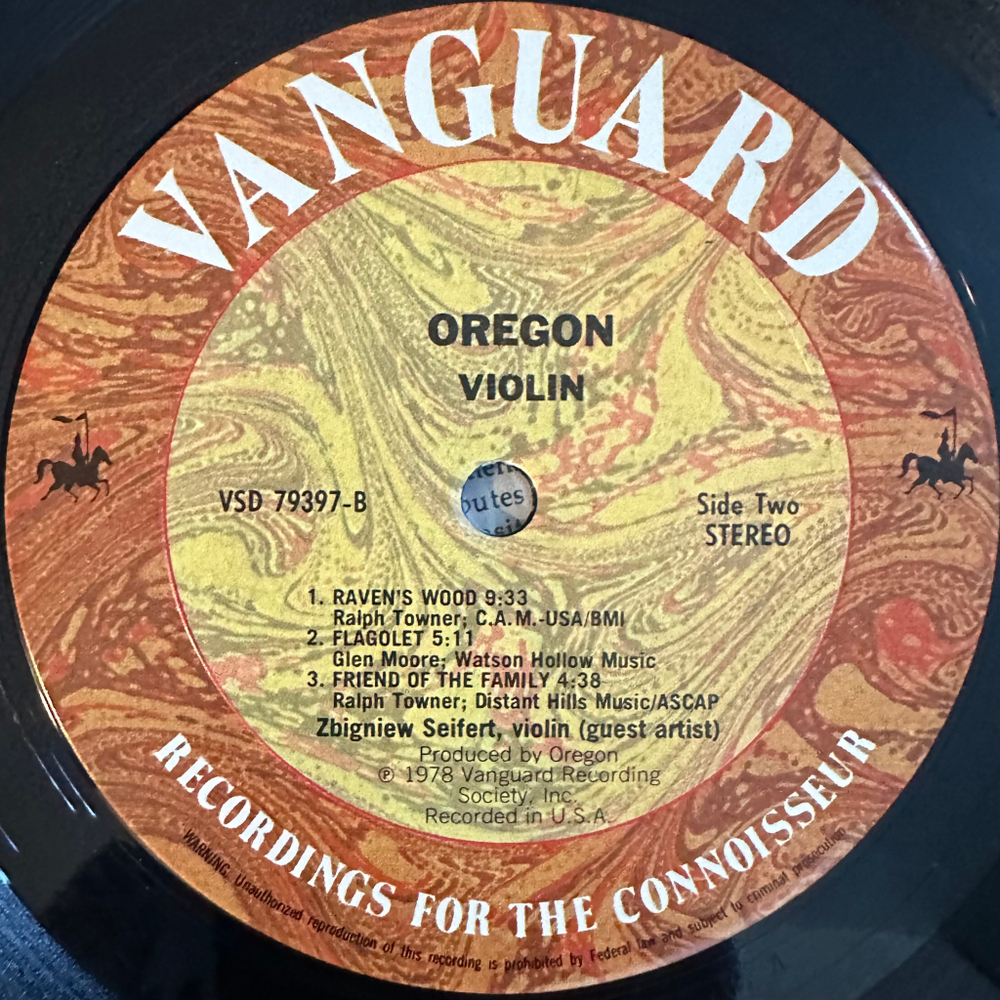 VANGUARD
OREGON
VIOLIN
VSD 79397-B
Side Two
STEREO
1. RAVEN'S WOOD 9:33
Ralph Towner; C.A.M.-USA/BMI
2. FLAGOLET 5:11
Glen Moore; Watson Hollow Music
3. FRIEND OF THE FAMILY 4:38
Ralph Towner; Distant Hills Music/ASCAP
Zbigniew Seifert, violin (guest artist)
Produced by Oregon
℗ 1978 Vanguard Recording
Society, Inc.
Recorded in U.S.A.
RECORDINGS FOR THE CONNOISSEUR
WARNING. Unauthorized reproduction of this recording is prohibited by Federal law and subject to criminal prosecution